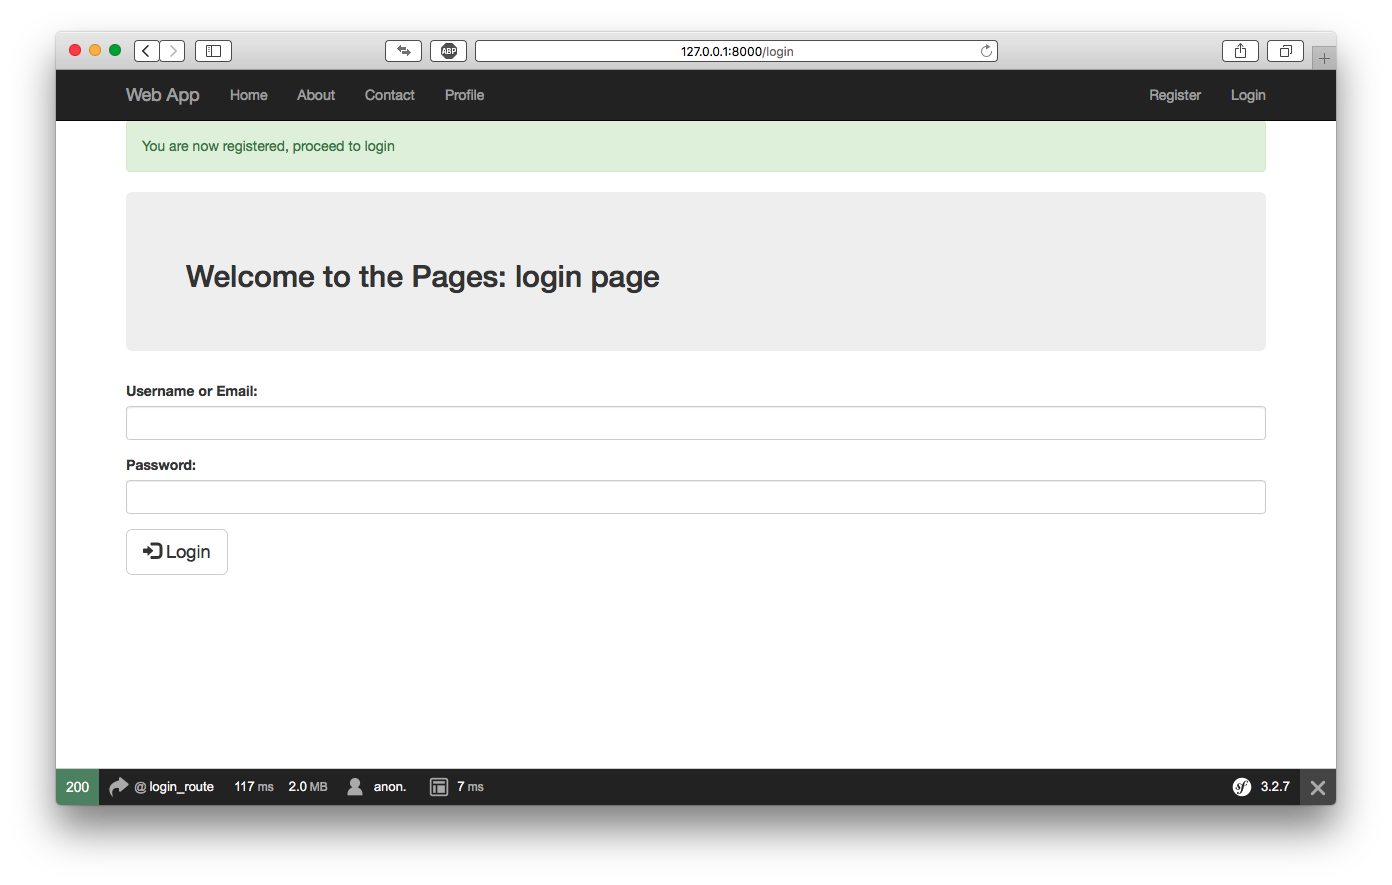 ABP
127.0.0.1:8000/login
Web App Home About Contact Profile Register Login
You are now registered, proceed to login
Welcome to the Pages: login page
Username or Email:
Password:
Login
200 @ login_route 117 ms 2.0 MB anon. 7 ms sf 3.2.7